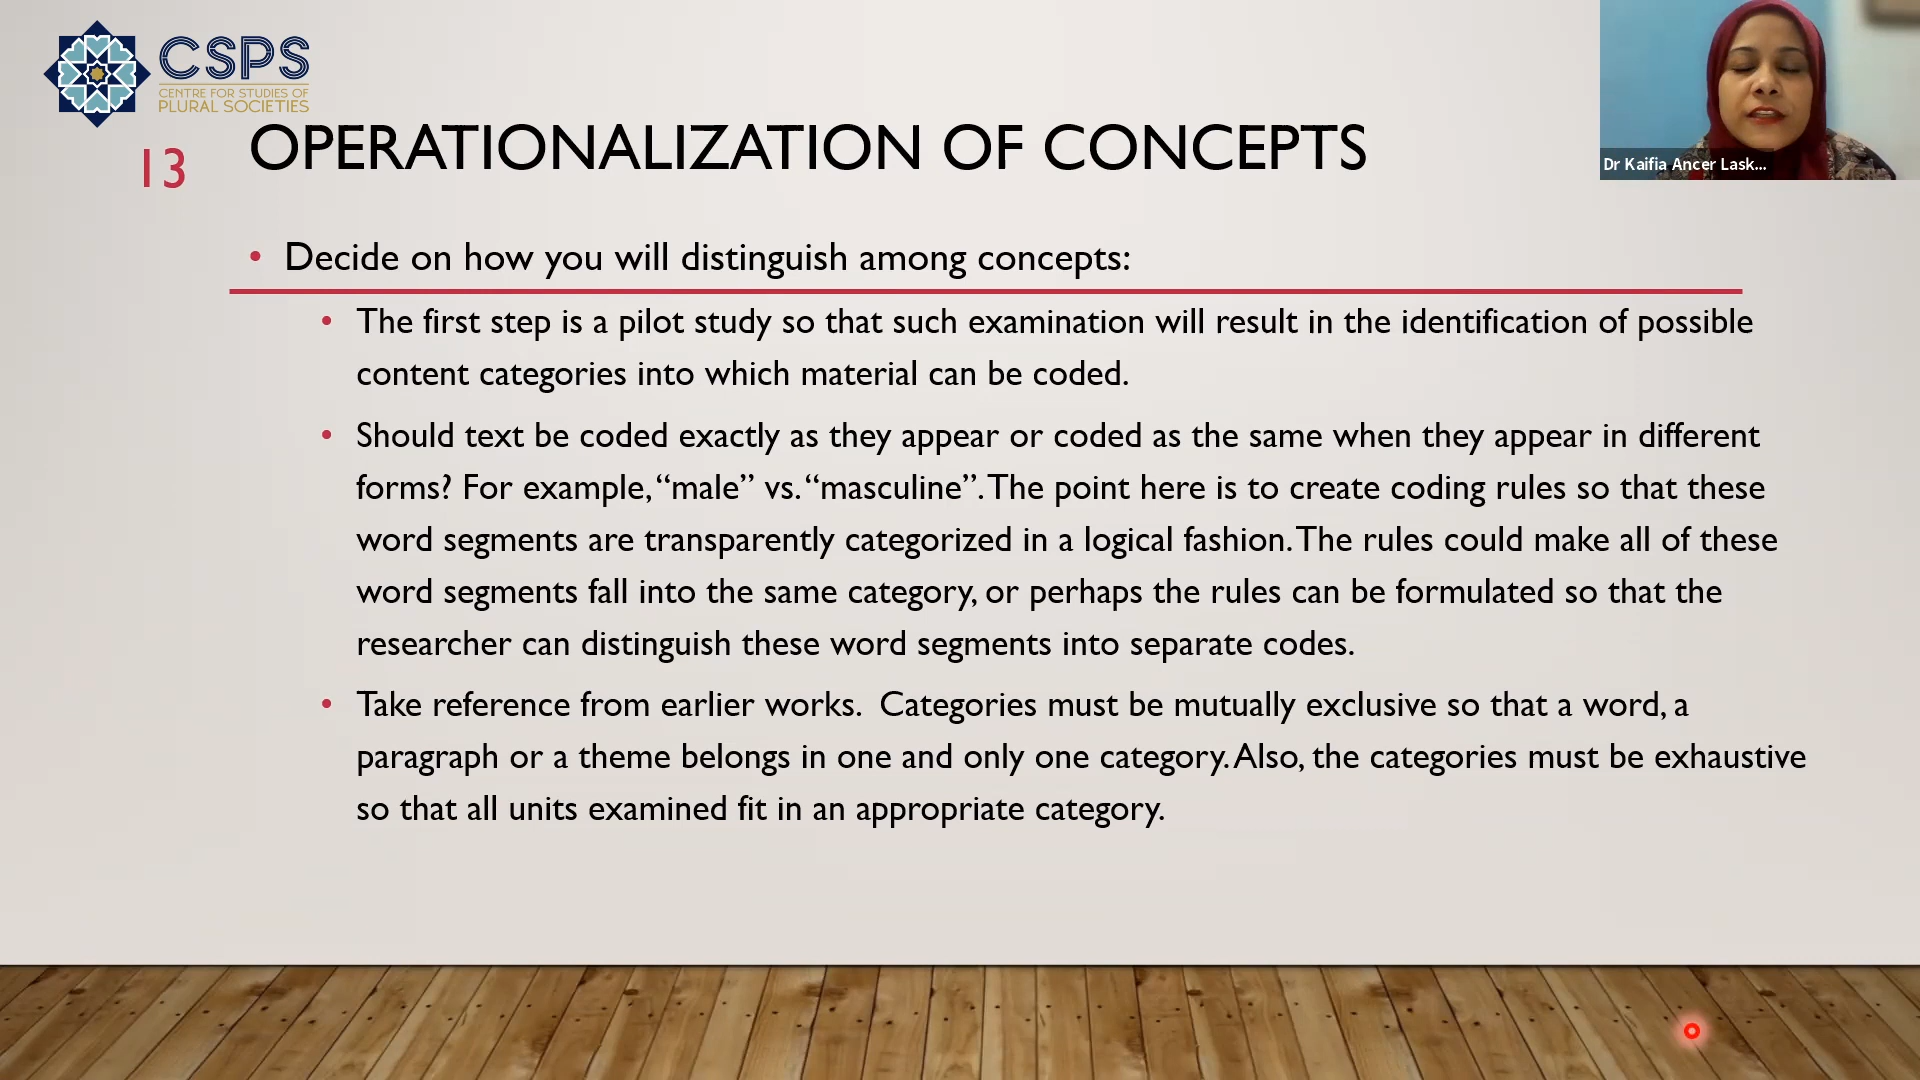 CSPS
CENTRE FOR STUDIES OF
PLURAL SOCIETIES
13
OPERATIONALIZATION OF CONCEPTS
Dr Kaifia Ancer Lask...
• Decide on how you will distinguish among concepts:
• The first step is a pilot study so that such examination will result in the identification of possible
content categories into which material can be coded.
• Should text be coded exactly as they appear or coded as the same when they appear in different
forms? For example, “male” vs. “masculine”. The point here is to create coding rules so that these
word segments are transparently categorized in a logical fashion. The rules could make all of these
word segments fall into the same category, or perhaps the rules can be formulated so that the
researcher can distinguish these word segments into separate codes.
• Take reference from earlier works.  Categories must be mutually exclusive so that a word, a
paragraph or a theme belongs in one and only one category. Also, the categories must be exhaustive
so that all units examined fit in an appropriate category.